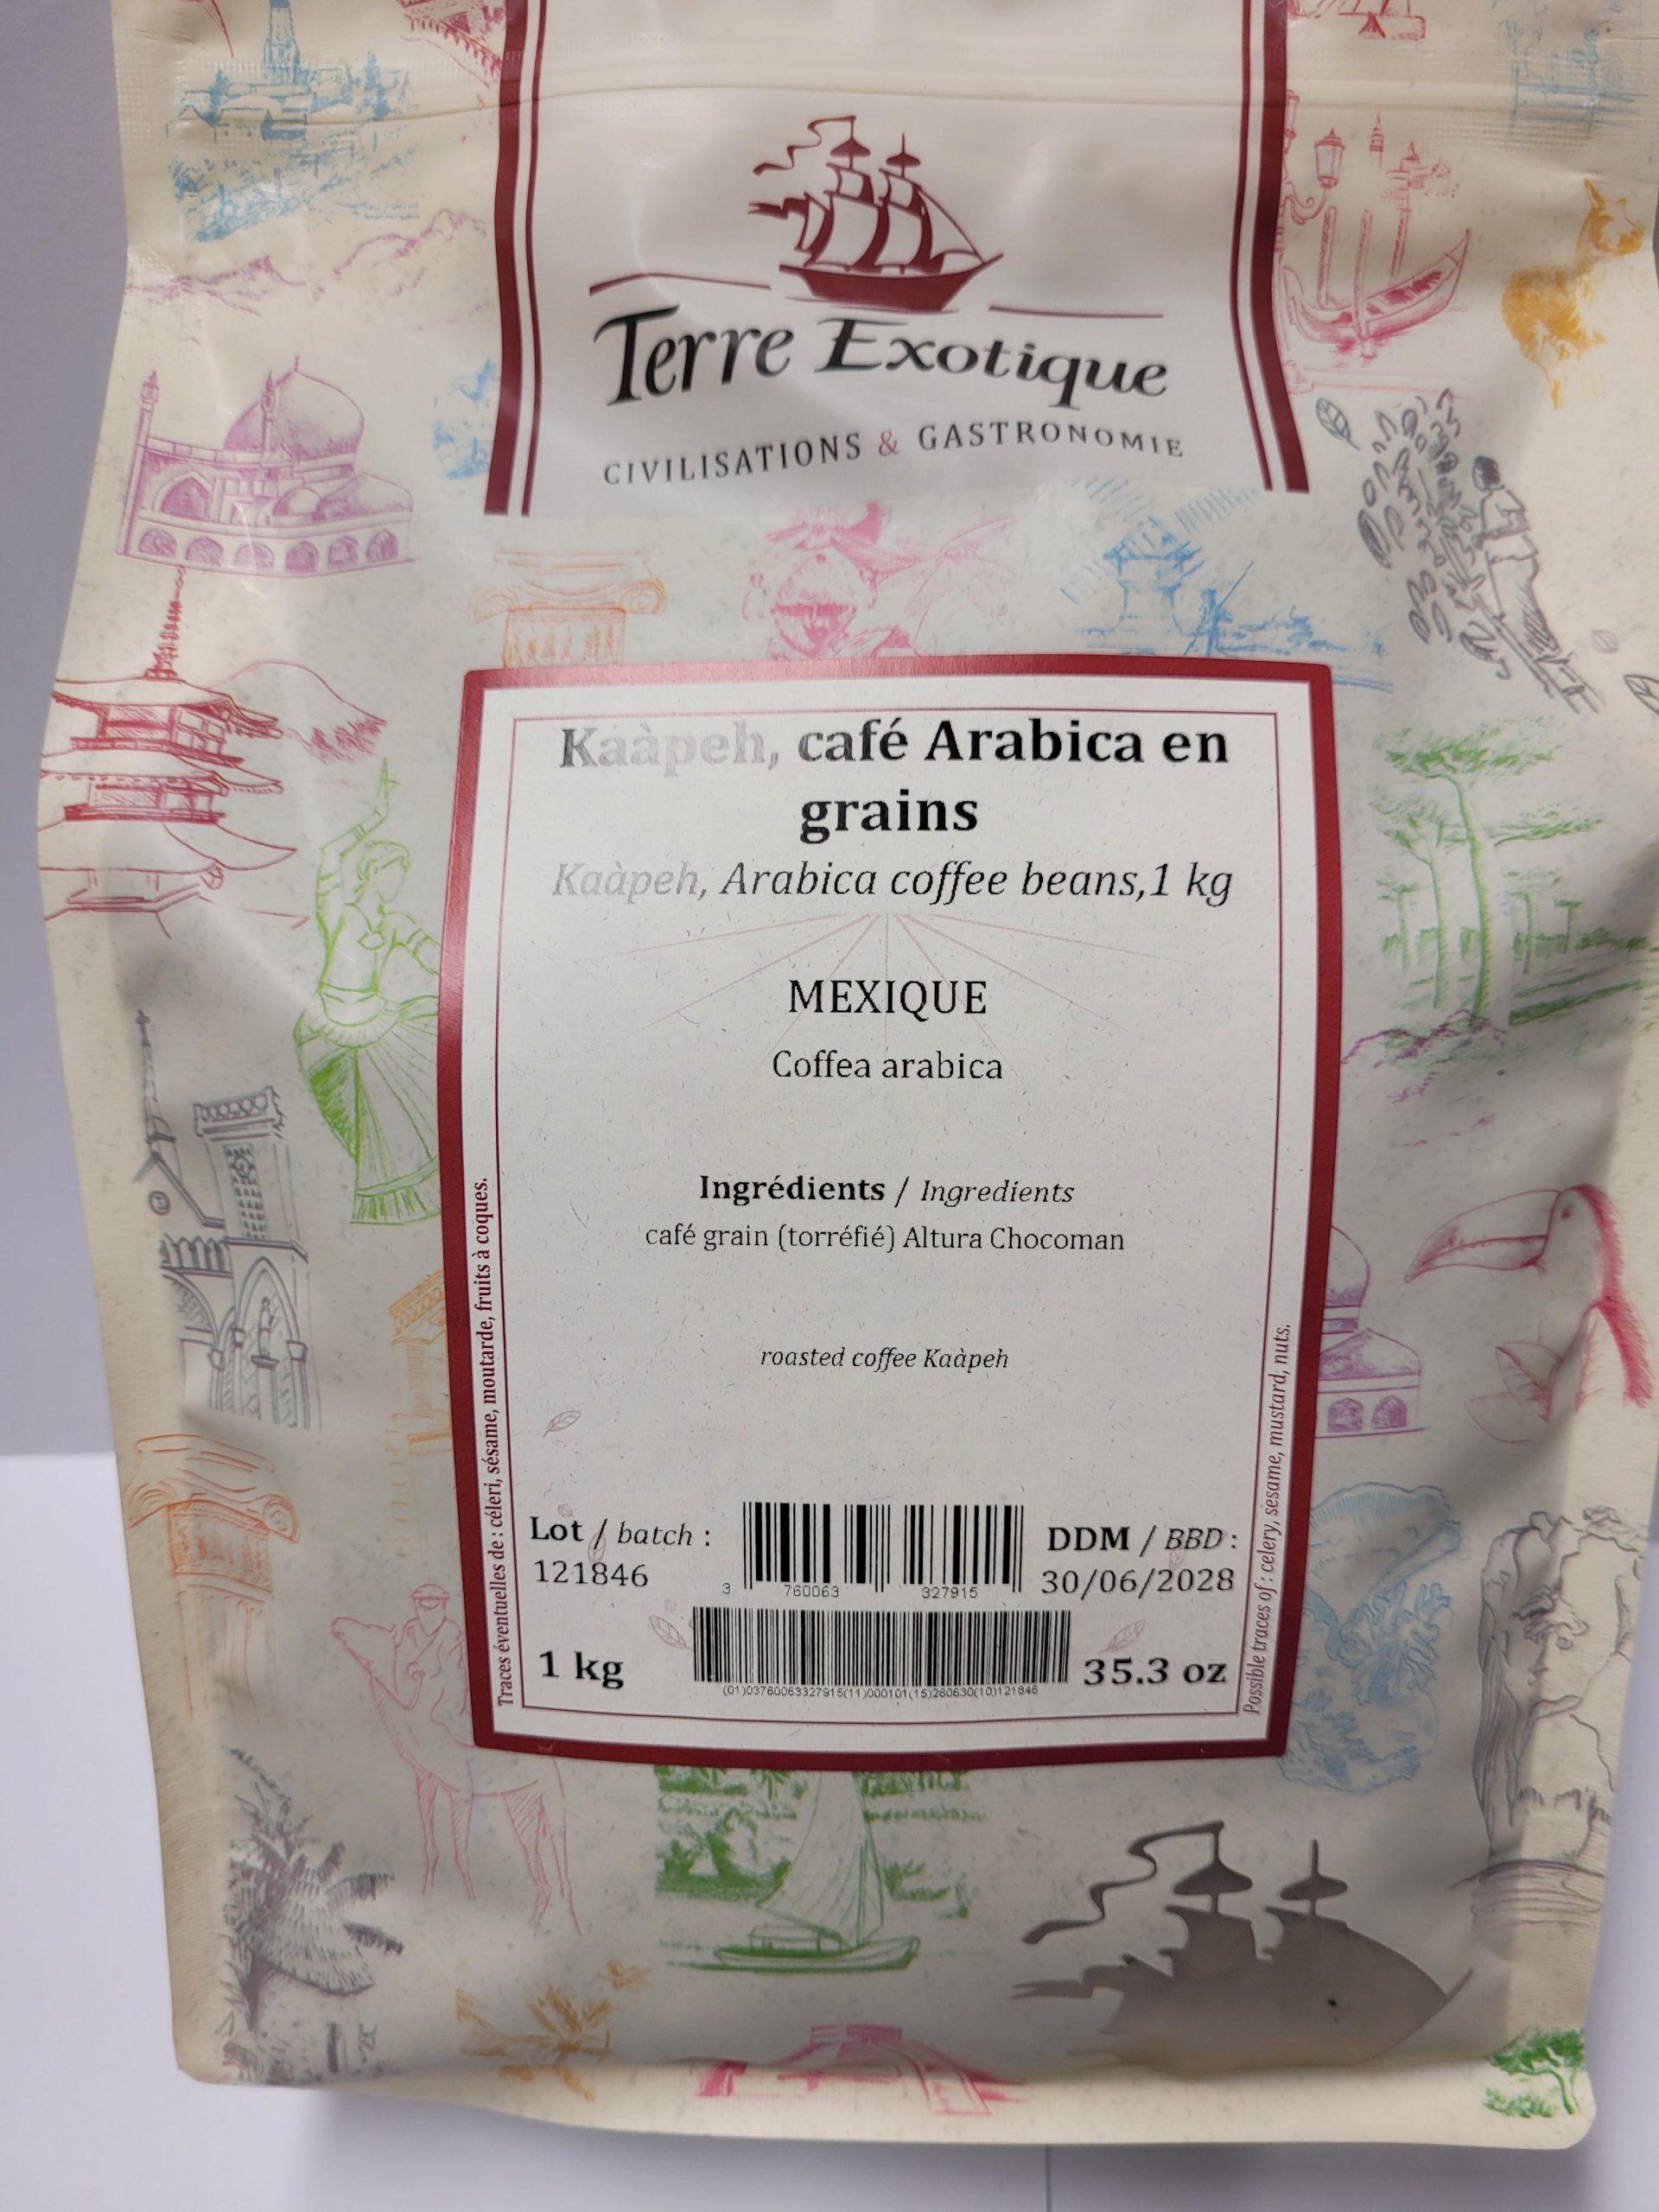 Terre Exotique
CIVILISATIONS & GASTRONOMIE
Kaàpeh, café Arabica en
grains
Kaàpeh, Arabica coffee beans,1 kg
MEXIQUE
Coffea arabica
Ingrédients / Ingredients
café grain (torréfié) Altura Chocoman
roasted coffee Kaàpeh
Traces éventuelles de : céleri, sésame, moutarde, fruits à coques.
Possible traces of : celery, sesame, mustard, nuts.
Lot / batch :
121846
3 760063 327915
DDM / BBD :
30/06/2028
1 kg
(01)03760063327915(11)000101(15)280630(10)121846
35.3 oz